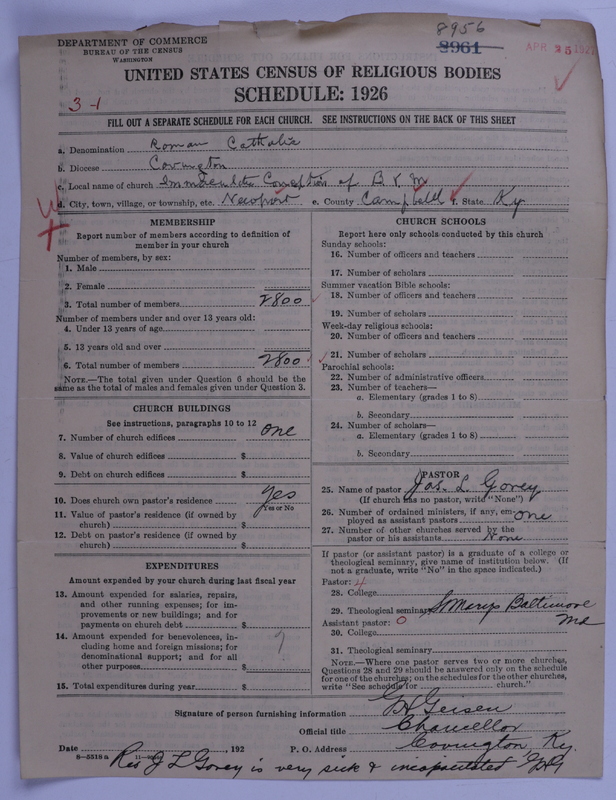 8956
DEPARTMENT OF COMMERCE
BUREAU OF THE CENSUS
WASHINGTON
8961
APR 25 1927
UNITED STATES CENSUS OF RELIGIOUS BODIES
SCHEDULE: 1926
3-1
FILL OUT A SEPARATE SCHEDULE FOR EACH CHURCH. SEE INSTRUCTIONS ON THE BACK OF THIS SHEET
a. Denomination Roman Catholic
b. Diocese Covington
c. Local name of church Immaculate Conception of B.V.M
d. City, town, village, or township, etc. Newport e. County Campbell f. State Ky
MEMBERSHIP
Report number of members according to definition of
member in your church
Number of members, by sex:
1. Male
2. Female
3. Total number of members 2800
Number of members under and over 13 years old:
4. Under 13 years of age
5. 13 years old and over
6. Total number of members 2800
NOTE.—The total given under Question 6 should be the
same as the total of males and females given under Question 3.
CHURCH BUILDINGS
See instructions, paragraphs 10 to 12
7. Number of church edifices one
8. Value of church edifices $
9. Debt on church edifices $
10. Does church own pastor's residence yes
Yes or No
11. Value of pastor's residence (if owned by
church) $
12. Debt on pastor's residence (if owned by
church) $
EXPENDITURES
Amount expended by your church during last fiscal year
13. Amount expended for salaries, repairs,
and other running expenses; for im-
provements or new buildings; and for
payments on church debt $
14. Amount expended for benevolences, in-
cluding home and foreign missions; for
denominational support; and for all
other purposes $
?
15. Total expenditures during year $
CHURCH SCHOOLS
Report here only schools conducted by this church
Sunday schools:
16. Number of officers and teachers
17. Number of scholars
Summer vacation Bible schools:
18. Number of officers and teachers
19. Number of scholars
Week-day religious schools:
20. Number of officers and teachers
21. Number of scholars
Parochial schools:
22. Number of administrative officers
23. Number of teachers—
a. Elementary (grades 1 to 8)
b. Secondary
24. Number of scholars—
a. Elementary (grades 1 to 8)
b. Secondary
PASTOR
25. Name of pastor Jas. L. Gorey
(If church has no pastor, write "None")
26. Number of ordained ministers, if any, em-
ployed as assistant pastors one
27. Number of other churches served by the
pastor or his assistants None
If pastor (or assistant pastor) is a graduate of a college or
theological seminary, give name of institution below. (If
not a graduate, write "No" in the space indicated.)
Pastor: 4
28. College
29. Theological seminary St Marys Baltimore
Md
Assistant pastor: 0
30. College
31. Theological seminary
NOTE.—Where one pastor serves two or more churches,
Questions 28 and 29 should be answered only on the schedule
for one of the churches; on the schedules for the other churches,
write "See schedule for church."
Signature of person furnishing information GH Geisen
Official title Chancellor
Date , 192 P. O. Address Covington Ky.
8—5518 a
Rev J L Gorey is very sick & incapacitated GHG